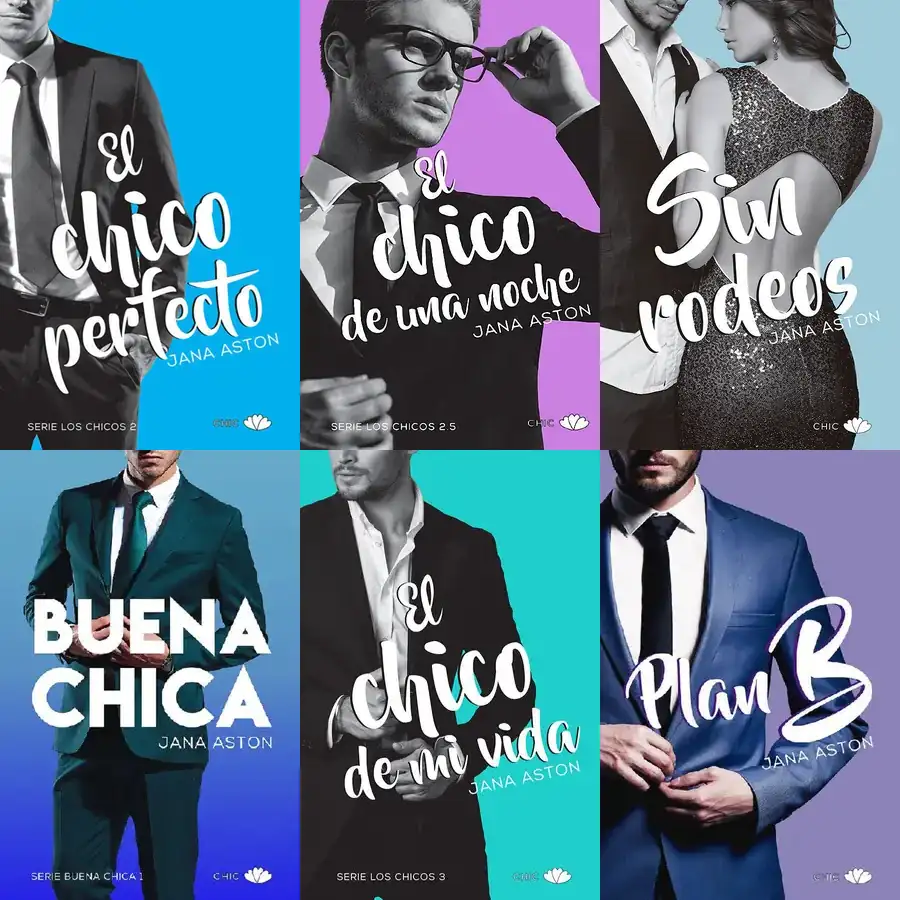 El
chico
perfecto
JANA ASTON
SERIE LOS CHICOS 2
CHIC
El
chico
de una noche
JANA ASTON
SERIE LOS CHICOS 2.5
CHIC
Sin
rodeos
JANA ASTON
CHIC
BUENA
CHICA
JANA ASTON
SERIE BUENA CHICA 1
CHIC
El
chico
de mi vida
JANA ASTON
SERIE LOS CHICOS 3
CHIC
Plan B
JANA ASTON
CHIC